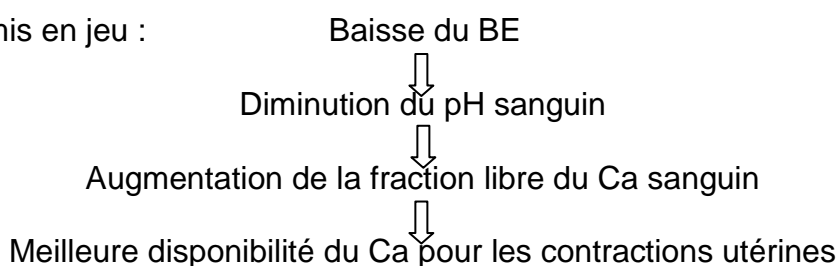 en jeu : Baisse du BE
Diminution du pH sanguin
Augmentation de la fraction libre du Ca sanguin
Meilleure disponibilité du Ca pour les contractions utérines